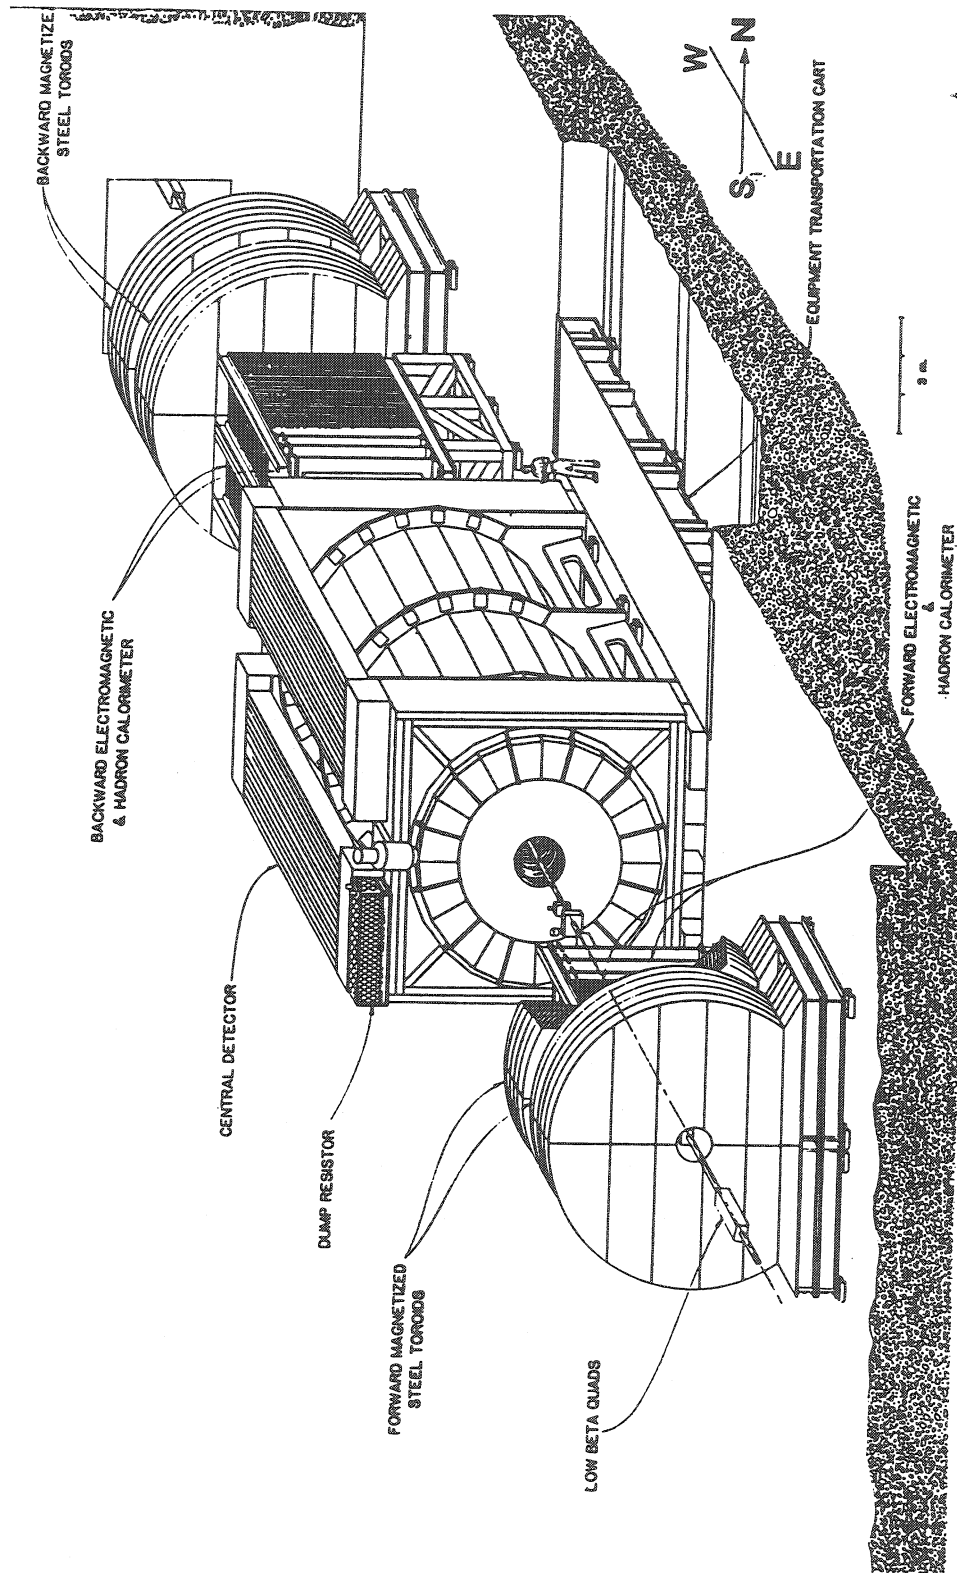 BACKWARD MAGNETIZED
STEEL TOROIDS
BACKWARD ELECTROMAGNETIC
& HADRON CALORIMETER
CENTRAL DETECTOR
DUMP RESISTOR
FORWARD MAGNETIZED
STEEL TOROIDS
LOW BETA QUADS
W
N
S
E
EQUIPMENT TRANSPORTATION CART
3 m.
FORWARD ELECTROMAGNETIC
&
HADRON CALORIMETER